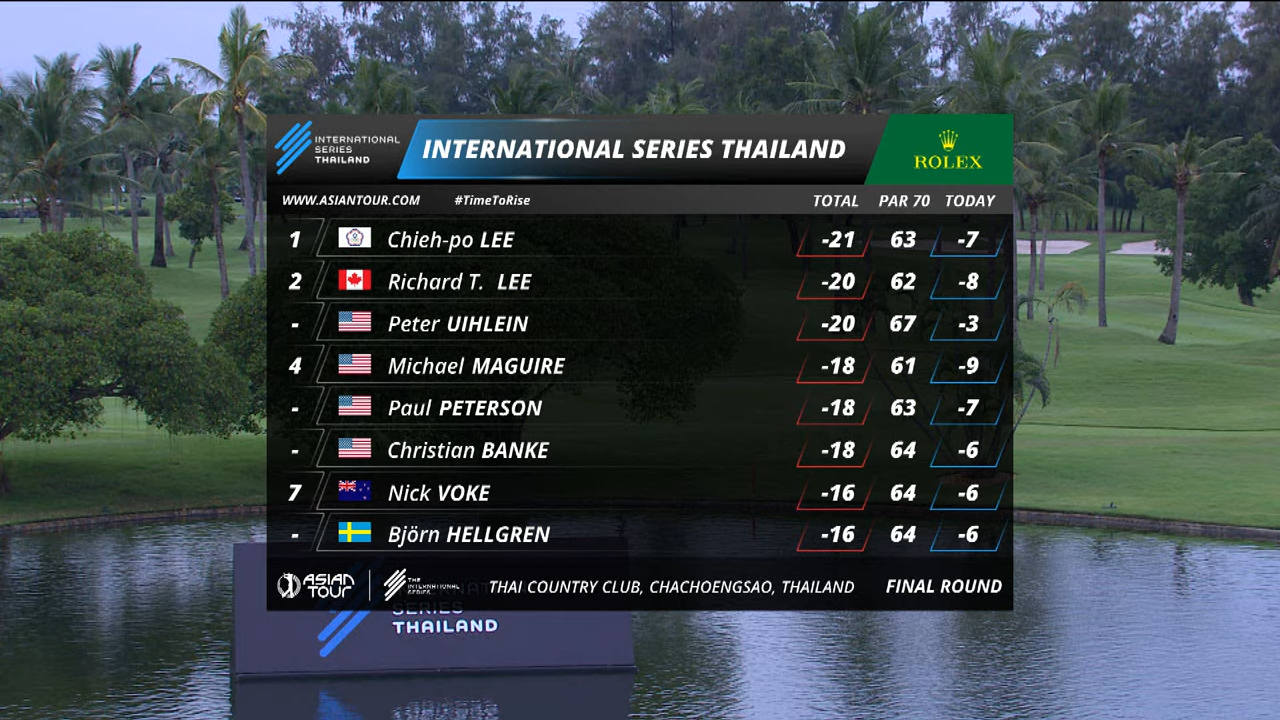 INTERNATIONAL SERIES THAILAND
INTERNATIONAL SERIES THAILAND
ROLEX
WWW.ASIANTOUR.COM #TimeToRise TOTAL PAR 70 TODAY
1 Chieh-po LEE -21 63 -7
2 Richard T. LEE -20 62 -8
- Peter UIHLEIN -20 67 -3
4 Michael MAGUIRE -18 61 -9
- Paul PETERSON -18 63 -7
- Christian BANKE -18 64 -6
7 Nick VOKE -16 64 -6
- Björn HELLGREN -16 64 -6
ASIAN TOUR THE INTERNATIONAL SERIES THAI COUNTRY CLUB, CHACHOENGSAO, THAILAND FINAL ROUND
SERIES
THAILAND